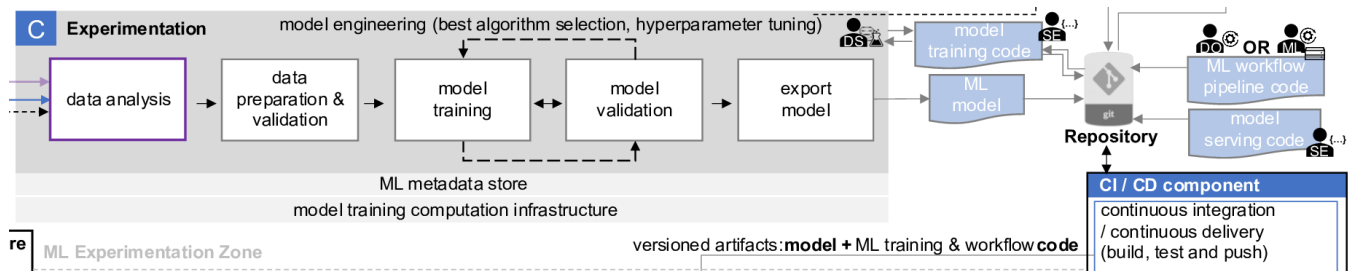 C Experimentation
model engineering (best algorithm selection, hyperparameter tuning)
data analysis
data
preparation &
validation
model
training
model
validation
export
model
ML metadata store
model training computation infrastructure
DS
model
training code
SE {...}
ML
model
git
Repository
DO OR ML
ML workflow
pipeline code
model
serving code
SE {...}
CI / CD component
continuous integration
/ continuous delivery
(build, test and push)
re
ML Experimentation Zone
versioned artifacts:model + ML training & workflowcode